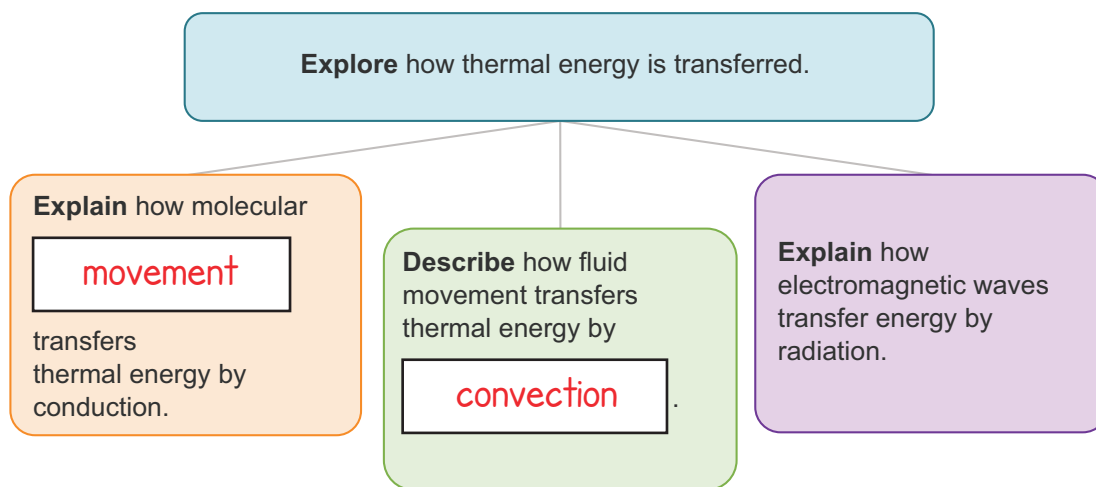 Explore how thermal energy is transferred.
Explain how molecular
movement
transfers
thermal energy by
conduction.
Describe how fluid
movement transfers
thermal energy by
convection .
Explain how
electromagnetic waves
transfer energy by
radiation.